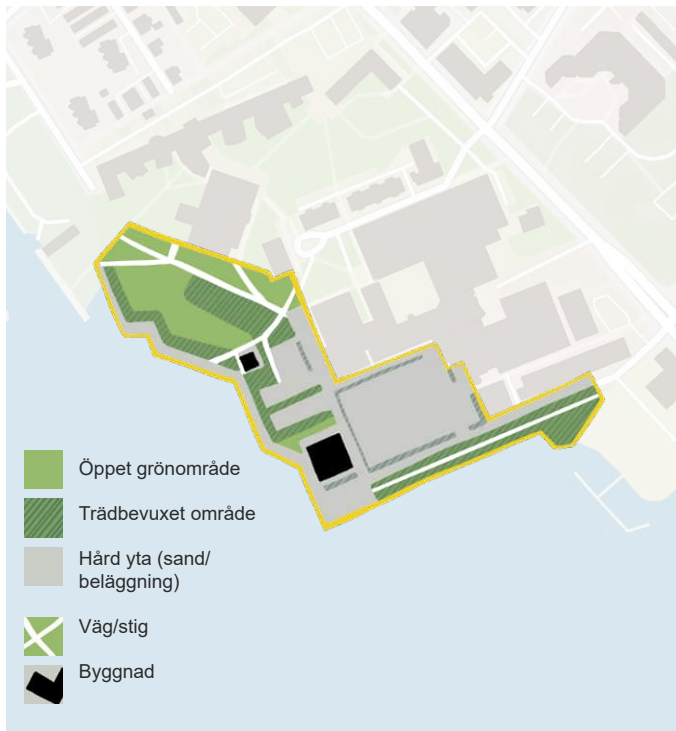 Öppet grönområde
Trädbevuxet område
Hård yta (sand/
beläggning)
Väg/stig
Byggnad